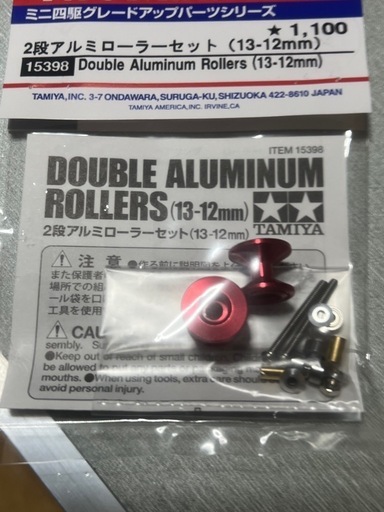 ミニ四駆グレードアップパーツシリーズ
★ 1,100
2段アルミローラーセット (13-12mm)
15398 Double Aluminum Rollers (13-12mm)
TAMIYA, INC. 3-7 ONDAWARA, SURUGA-KU, SHIZUOKA 422-8610 JAPAN
TAMIYA AMERICA, INC. IRVINE, CA
ITEM 15398
DOUBLE ALUMINUM
ROLLERS (13-12mm)
2段アルミローラーセット (13-12mm)
TAMIYA
⚠ 注意 ●作る前に説明
また保護者
場所での組
ール袋を口
工具を使用
⚠ CAU
sembly.
●Keep out of reach of small
be allowed to
mouths. ●When using tools, extra care
avoid personal injury.